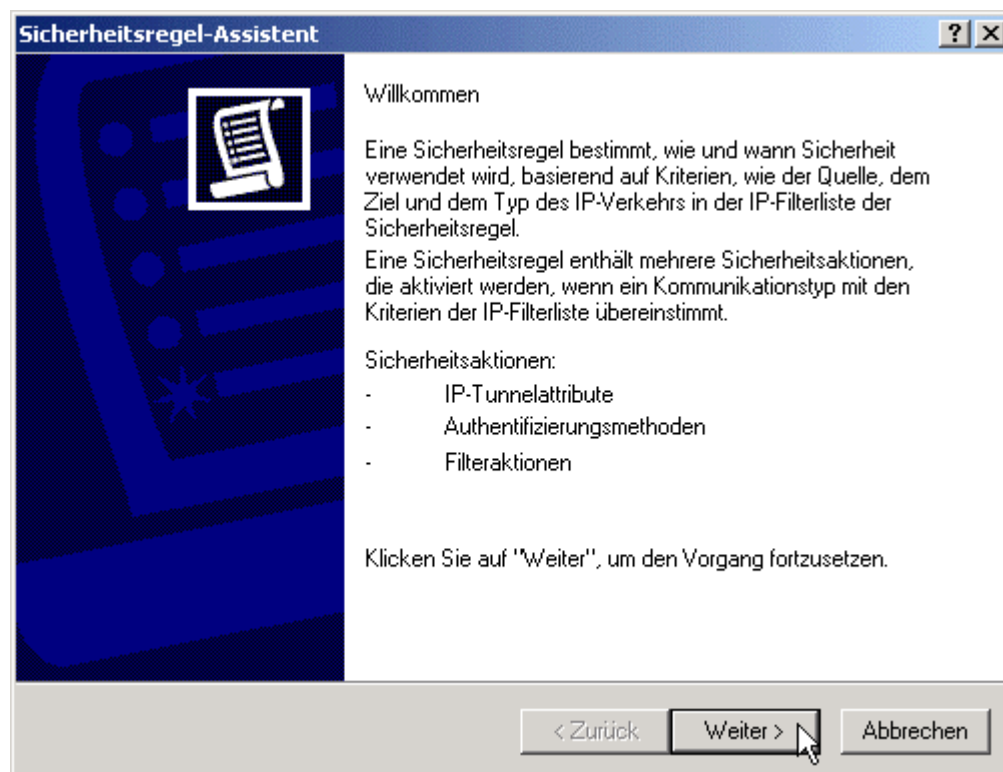 Sicherheitsregel-Assistent
Willkommen
Eine Sicherheitsregel bestimmt, wie und wann Sicherheit
verwendet wird, basierend auf Kriterien, wie der Quelle, dem
Ziel und dem Typ des IP-Verkehrs in der IP-Filterliste der
Sicherheitsregel.
Eine Sicherheitsregel enthält mehrere Sicherheitsaktionen,
die aktiviert werden, wenn ein Kommunikationstyp mit den
Kriterien der IP-Filterliste übereinstimmt.
Sicherheitsaktionen:
- IP-Tunnelattribute
- Authentifizierungsmethoden
- Filteraktionen
Klicken Sie auf "Weiter", um den Vorgang fortzusetzen.
< Zurück Weiter > Abbrechen